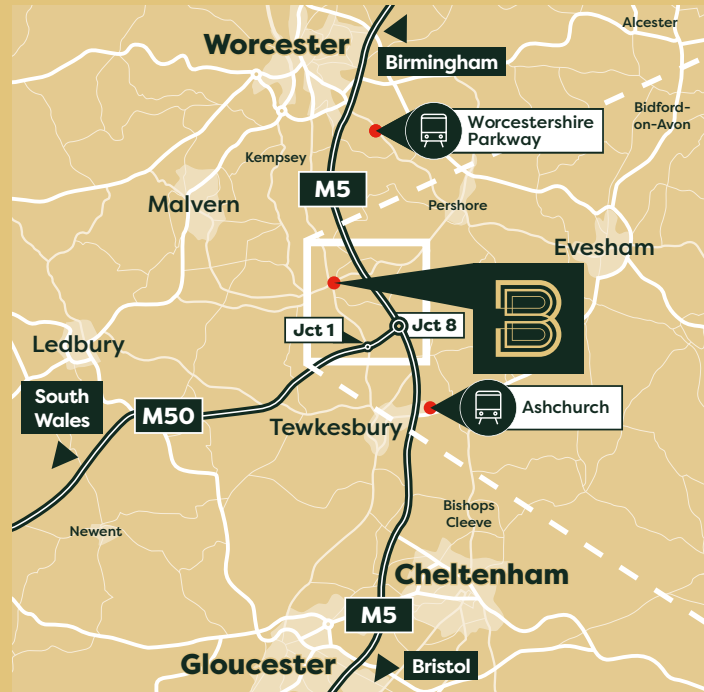 Alcester
Worcester
Birmingham
Bidford-
on-Avon
Worcestershire
Parkway
Kempsey
M5
Malvern
Pershore
Evesham
B
Jct 1
Jct 8
Ledbury
South
Wales
M50
Ashchurch
Tewkesbury
Bishops
Cleeve
Newent
Cheltenham
M5
Gloucester
Bristol